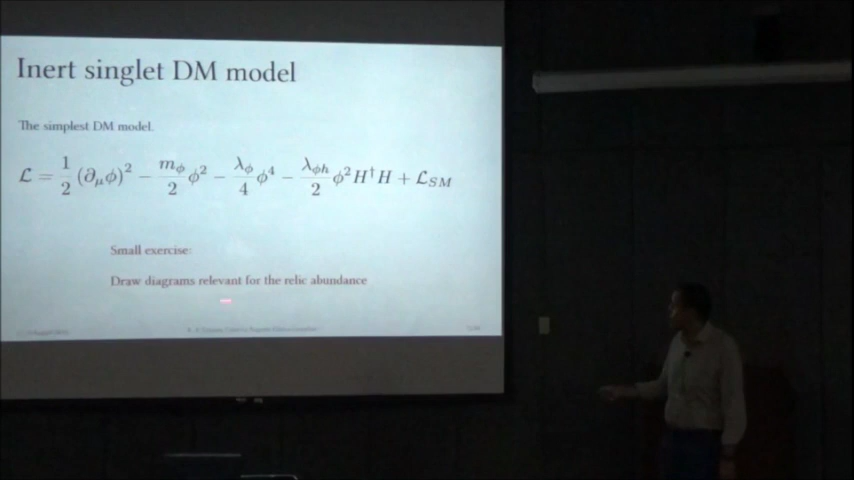 Inert singlet DM model
The simplest DM model.
ℒ = 1/2 (∂_μ ϕ)² − m_ϕ/2 ϕ² − λ_ϕ/4 ϕ⁴ − λ_ϕh/2 ϕ² H†H + ℒ_SM
Small exercise:
Draw diagrams relevant for the relic abundance